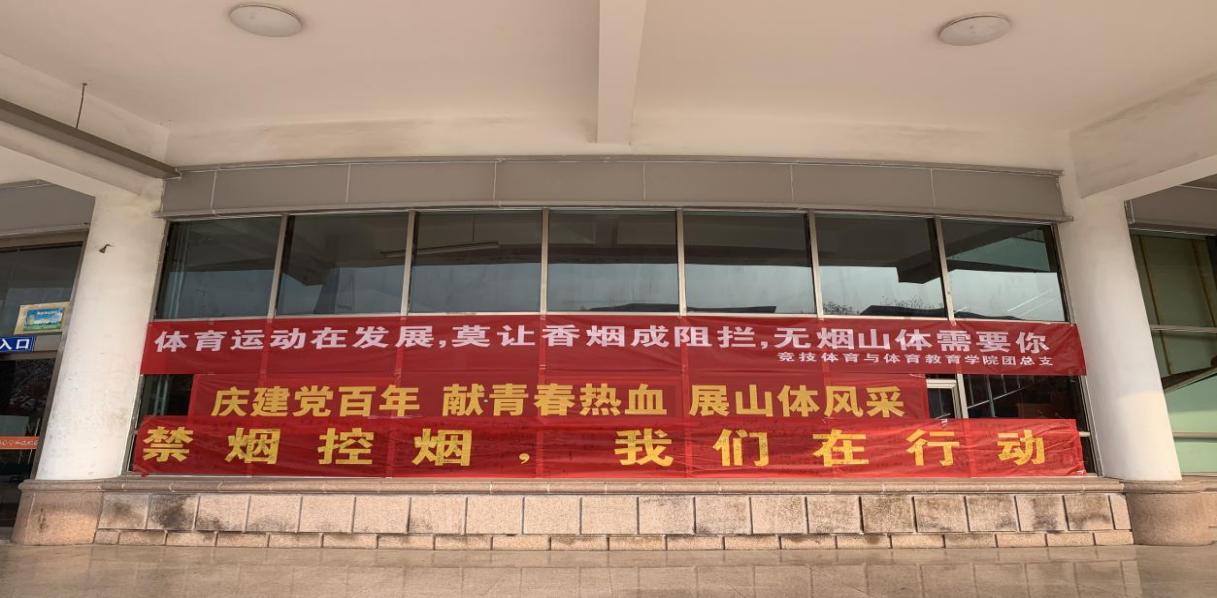 体育运动在发展,莫让香烟成阻拦,无烟山体需要你
竞技体育与体育教育学院团总支
庆建党百年 献青春热血 展山体风采
禁烟控烟，我们在行动
入口